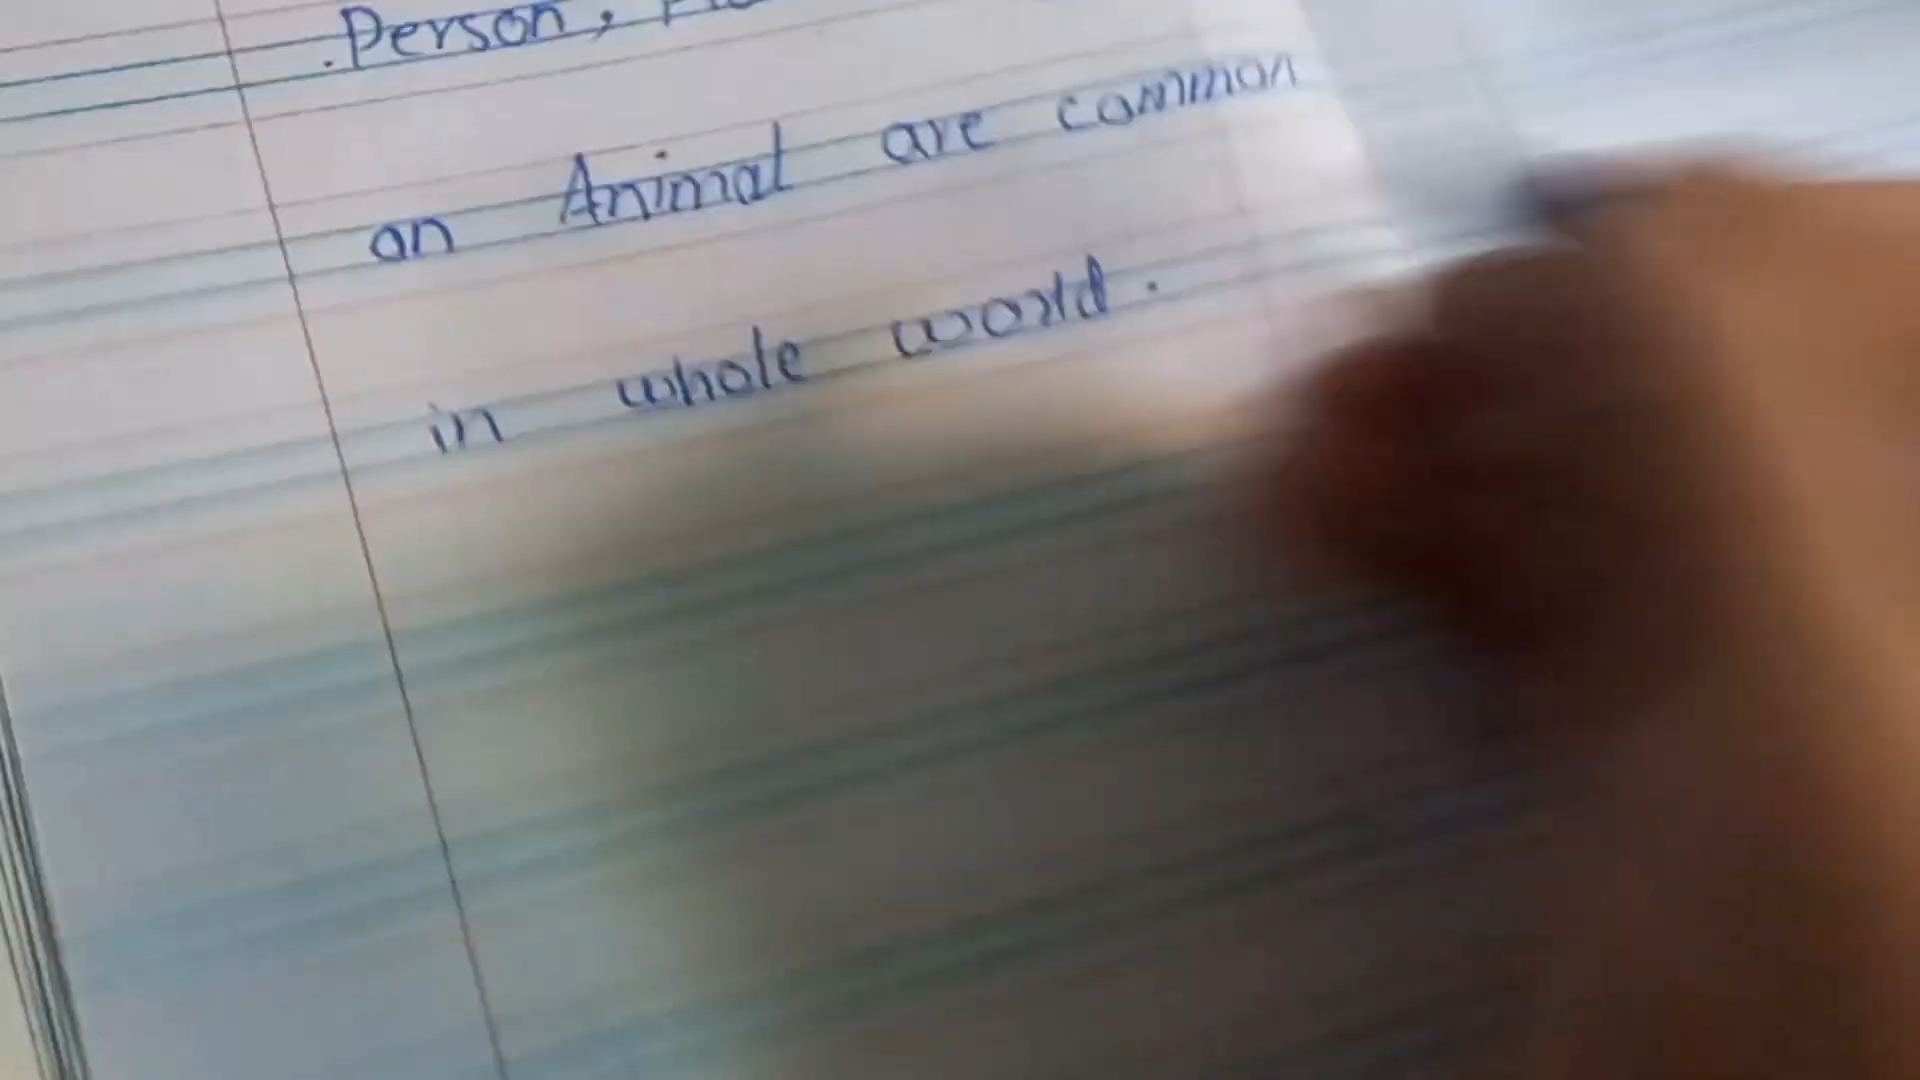 .Person,
an Animal are common
in whole world.